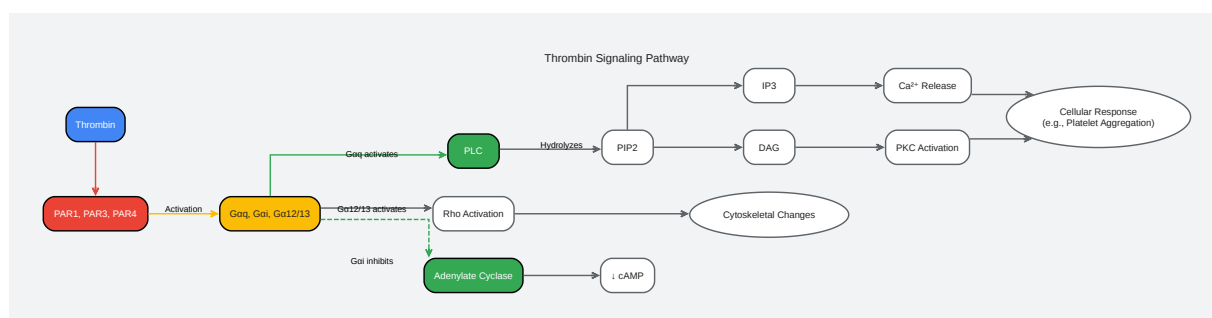 Thrombin Signaling Pathway
IP3
Ca²⁺ Release
Cellular Response
(e.g., Platelet Aggregation)
Thrombin
PLC
Hydrolyzes
PIP2
DAG
PKC Activation
Gαq activates
PAR1, PAR3, PAR4
Activation
Gαq, Gαi, Gα12/13
Gα12/13 activates
Rho Activation
Cytoskeletal Changes
Gαi inhibits
Adenylate Cyclase
↓ cAMP